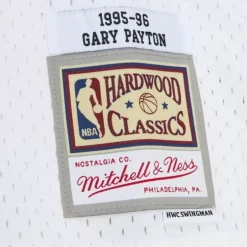 1995-96
GARY PAYTON
HARDWOOD
NBA
CLASSICS
NOSTALGIA CO.
Mitchell & Ness
PHILADELPHIA, PA.
HWCSWINGMAN